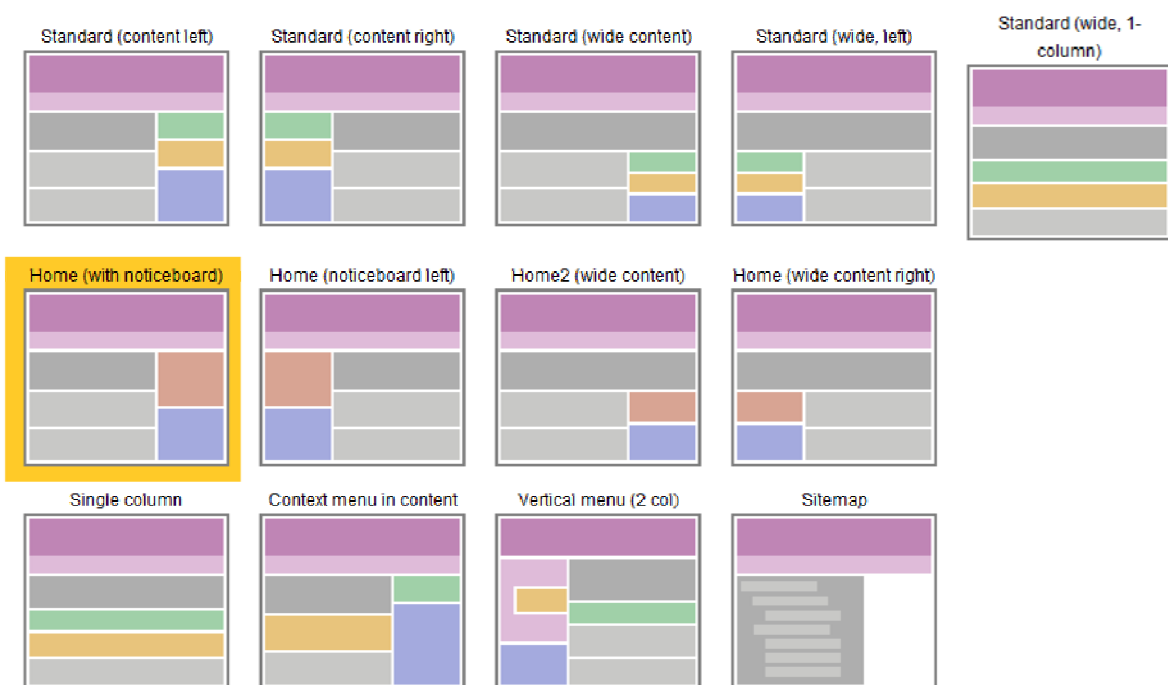 Standard (content left)
Standard (content right)
Standard (wide content)
Standard (wide, left)
Standard (wide, 1-
column)
Home (with noticeboard)
Home (noticeboard left)
Home2 (wide content)
Home (wide content right)
Single column
Context menu in content
Vertical menu (2 col)
Sitemap